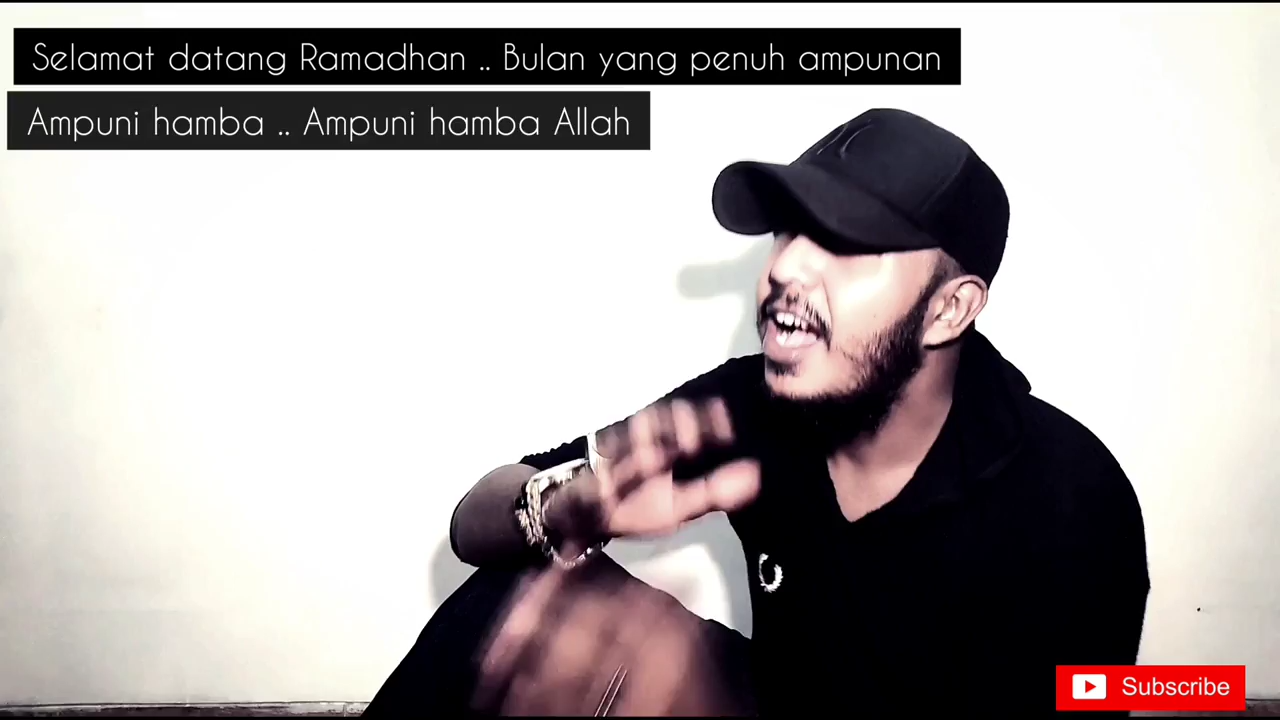 Selamat datang Ramadhan .. Bulan yang penuh ampunan
Ampuni hamba .. Ampuni hamba Allah
Subscribe